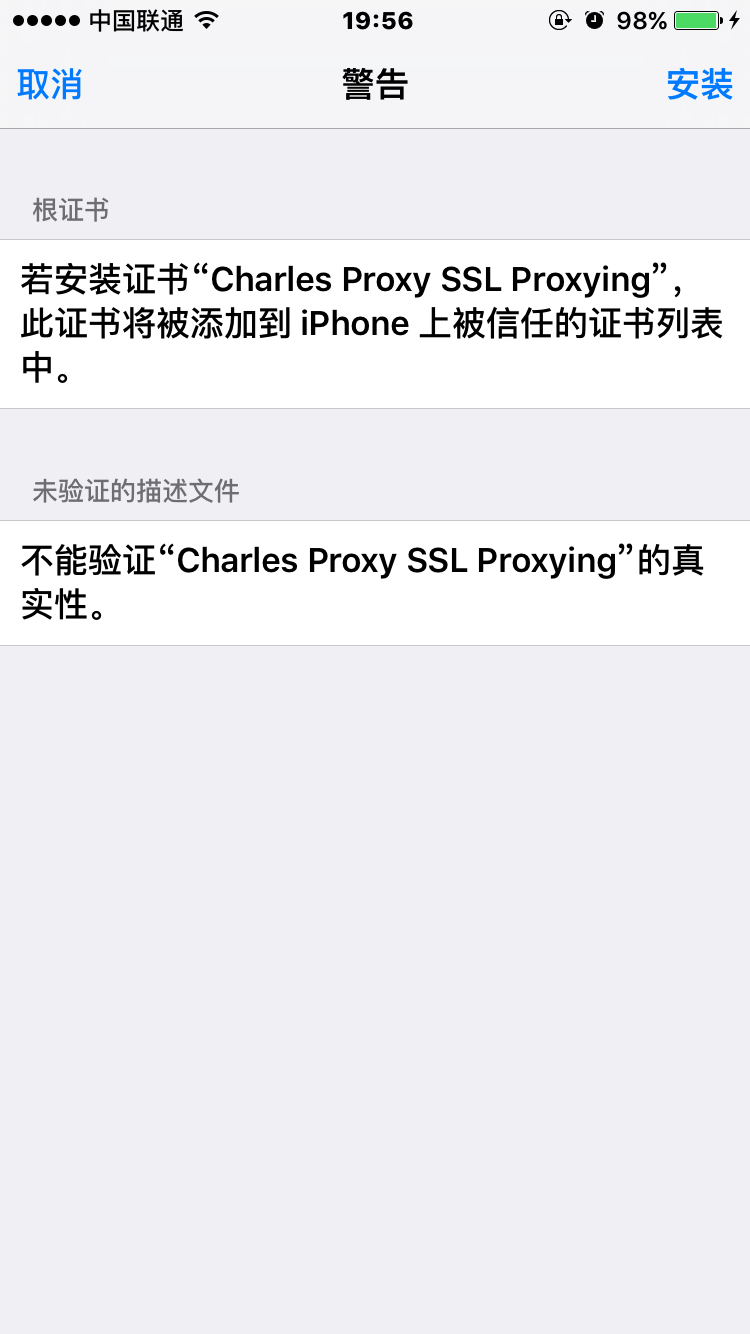 中国联通 19:56 98%
取消 警告 安装
根证书
若安装证书“Charles Proxy SSL Proxying”，
此证书将被添加到 iPhone 上被信任的证书列表
中。
未验证的描述文件
不能验证“Charles Proxy SSL Proxying”的真
实性。